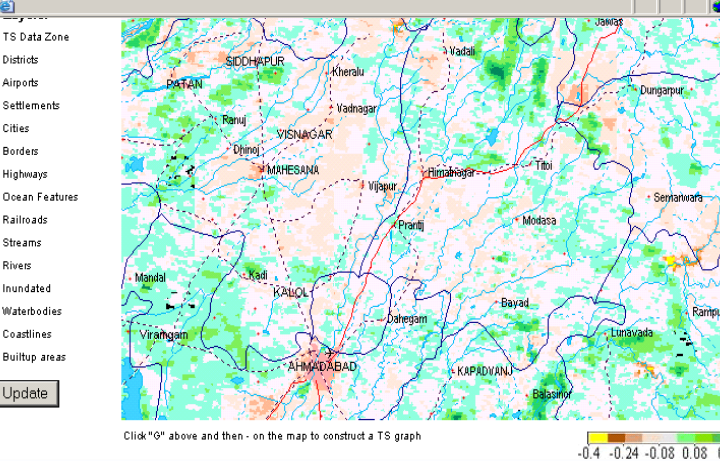 TS Data Zone
Districts
Airports
Settlements
Cities
Borders
Highways
Ocean Features
Railroads
Streams
Rivers
Inundated
Waterbodies
Coastlines
Builtup areas
Update
Jawas
Vadali
SIDDHAPUR
Kheralu
PATAN
Dungarpur
Vadnagar
Ranuj
VISNAGAR
Dhinoj
MAHESANA
Himatnagar
Titoi
Vijapur
Semarwara
Prantij
Modasa
Mandal
Kadi
KALOL
Bayad
Dahegam
Viramgam
Lunavada
AHMADABAD
KAPADVANJ
Balasinor
Click "G" above and then - on the map to construct a TS graph
-0.4 -0.24 -0.08 0.08